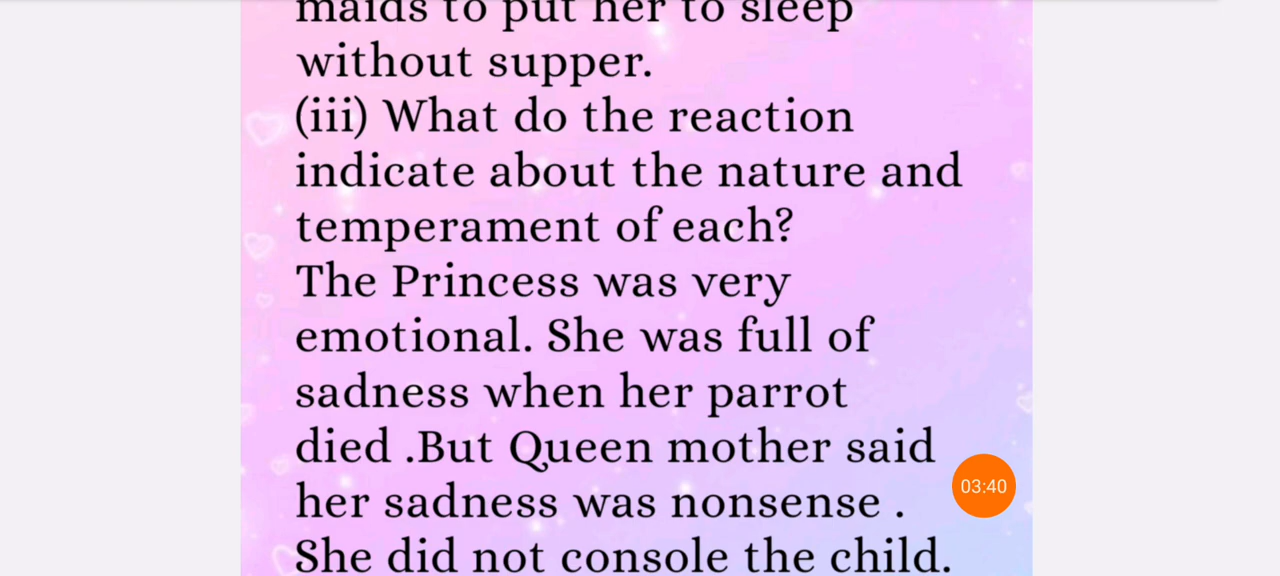 maids to put her to sleep
without supper.
(iii) What do the reaction
indicate about the nature and
temperament of each?
The Princess was very
emotional. She was full of
sadness when her parrot
died .But Queen mother said
her sadness was nonsense .
She did not console the child.
03:40